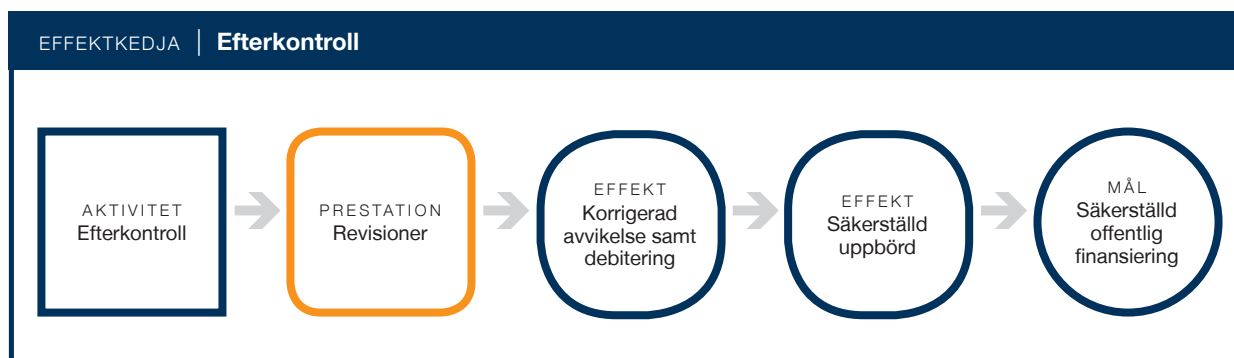 EFFEKTKEDJA | Efterkontroll
AKTIVITET
Efterkontroll
PRESTATION
Revisioner
EFFEKT
Korrigerad
avvikelse samt
debitering
EFFEKT
Säkerställd
uppbörd
MÅL
Säkerställd
offentlig
finansiering